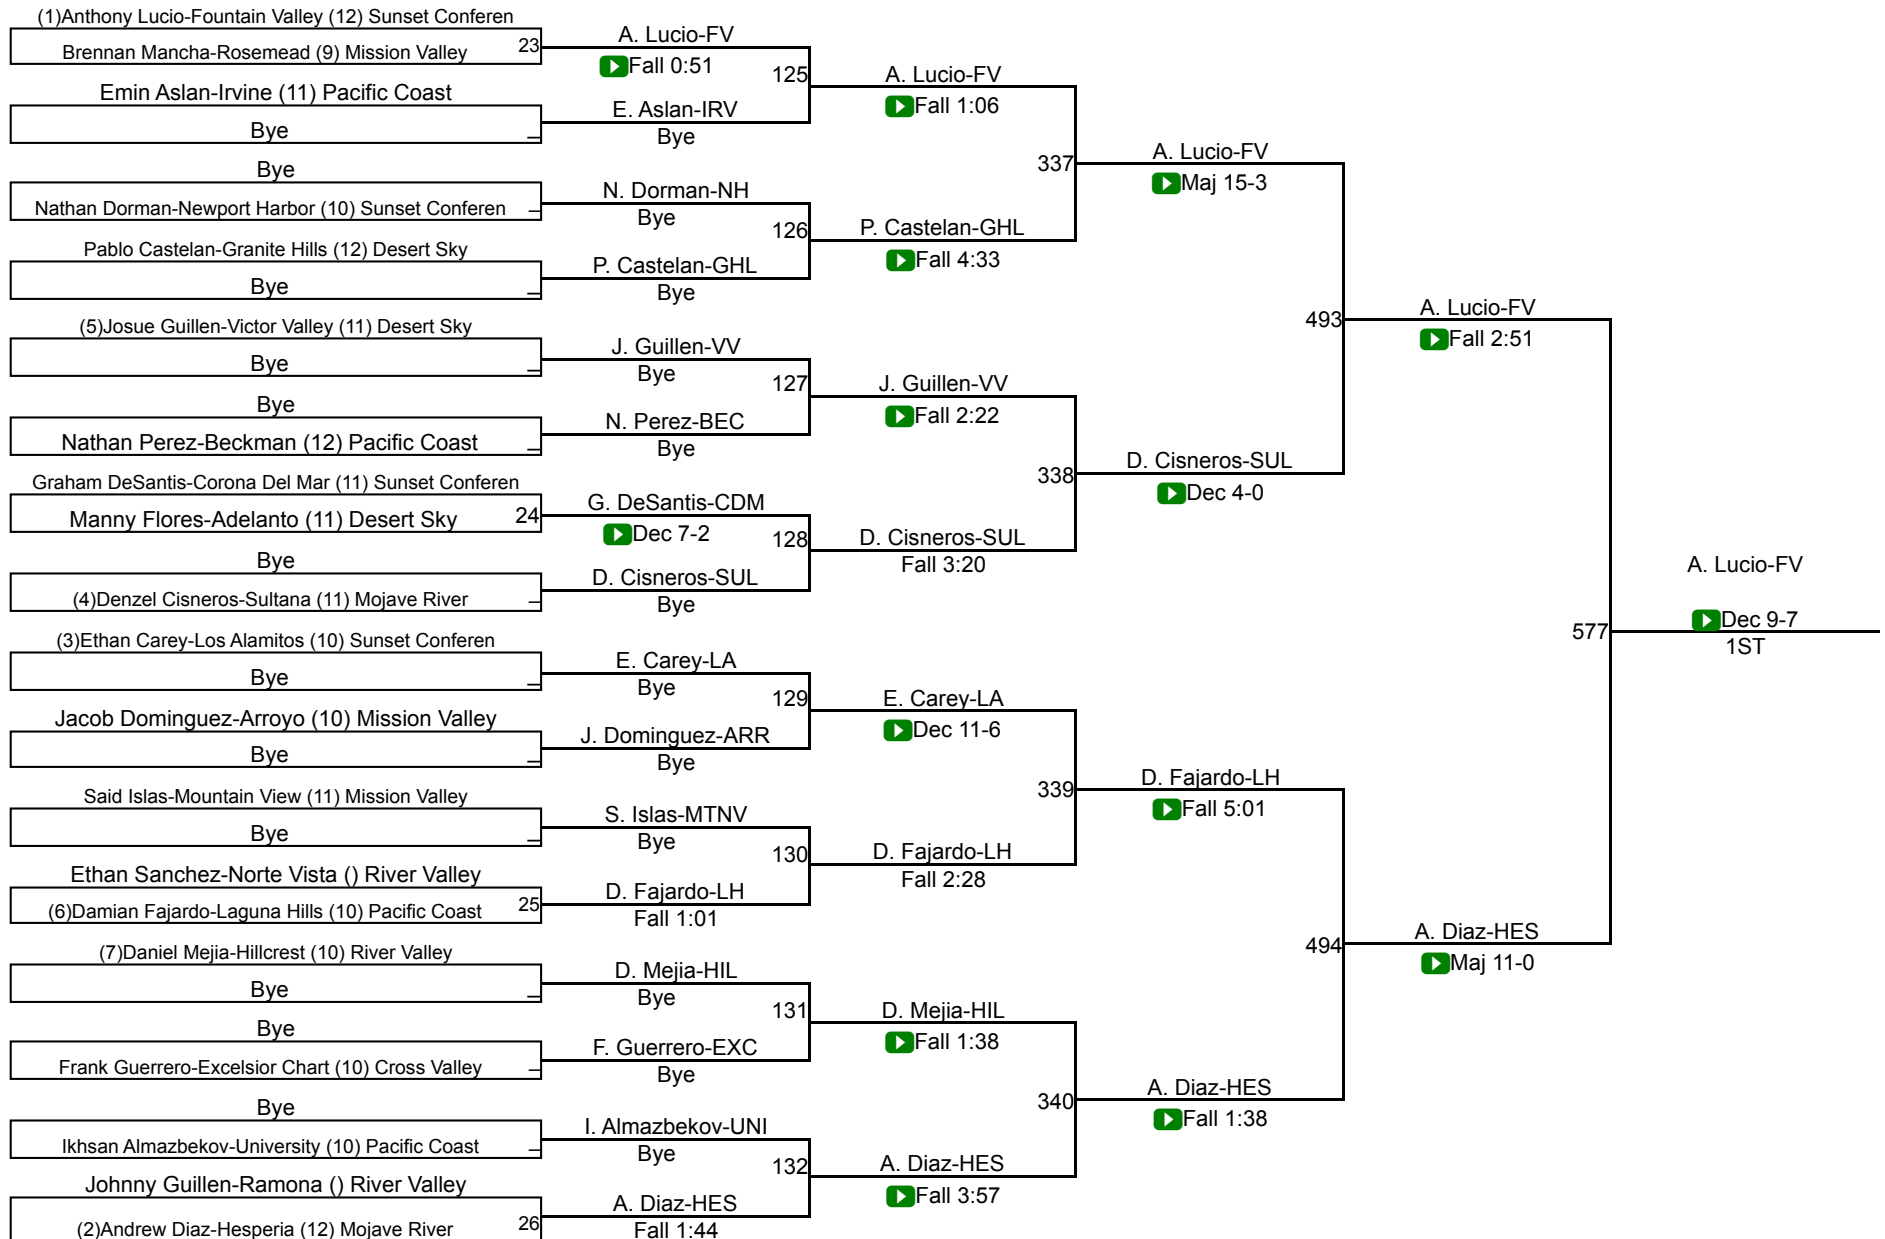 (1)Anthony Lucio-Fountain Valley (12) Sunset Conferen
Brennan Mancha-Rosemead (9) Mission Valley 23
Emin Aslan-Irvine (11) Pacific Coast
Bye
Bye
Nathan Dorman-Newport Harbor (10) Sunset Conferen
Pablo Castelan-Granite Hills (12) Desert Sky
Bye
(5)Josue Guillen-Victor Valley (11) Desert Sky
Bye
Bye
Nathan Perez-Beckman (12) Pacific Coast
Graham DeSantis-Corona Del Mar (11) Sunset Conferen
Manny Flores-Adelanto (11) Desert Sky 24
Bye
(4)Denzel Cisneros-Sultana (11) Mojave River
(3)Ethan Carey-Los Alamitos (10) Sunset Conferen
Bye
Jacob Dominguez-Arroyo (10) Mission Valley
Bye
Said Islas-Mountain View (11) Mission Valley
Bye
Ethan Sanchez-Norte Vista () River Valley
(6)Damian Fajardo-Laguna Hills (10) Pacific Coast 25
(7)Daniel Mejia-Hillcrest (10) River Valley
Bye
Bye
Frank Guerrero-Excelsior Chart (10) Cross Valley
Bye
Ikhsan Almazbekov-University (10) Pacific Coast
Johnny Guillen-Ramona () River Valley
(2)Andrew Diaz-Hesperia (12) Mojave River 26
A. Lucio-FV
Fall 0:51
125
E. Aslan-IRV
Bye
N. Dorman-NH
Bye
126
P. Castelan-GHL
Bye
J. Guillen-VV
Bye
127
N. Perez-BEC
Bye
G. DeSantis-CDM
Dec 7-2
128
D. Cisneros-SUL
Bye
E. Carey-LA
Bye
129
J. Dominguez-ARR
Bye
S. Islas-MTNV
Bye
130
D. Fajardo-LH
Fall 1:01
D. Mejia-HIL
Bye
131
F. Guerrero-EXC
Bye
I. Almazbekov-UNI
Bye
132
A. Diaz-HES
Fall 1:44
A. Lucio-FV
Fall 1:06
337
P. Castelan-GHL
Fall 4:33
J. Guillen-VV
Fall 2:22
338
D. Cisneros-SUL
Fall 3:20
E. Carey-LA
Dec 11-6
339
D. Fajardo-LH
Fall 2:28
D. Mejia-HIL
Fall 1:38
340
A. Diaz-HES
Fall 3:57
A. Lucio-FV
Maj 15-3
493
D. Cisneros-SUL
Dec 4-0
D. Fajardo-LH
Fall 5:01
494
A. Diaz-HES
Fall 1:38
A. Lucio-FV
Fall 2:51
577
A. Diaz-HES
Maj 11-0
A. Lucio-FV
Dec 9-7
1ST